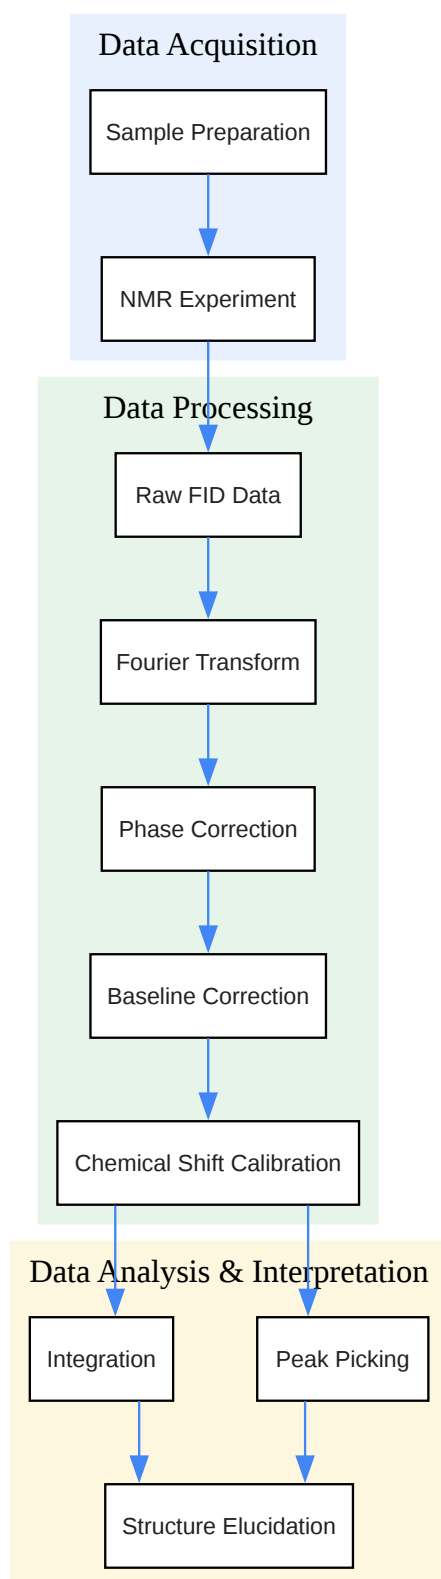 Data Acquisition
Sample Preparation
NMR Experiment
Data Processing
Raw FID Data
Fourier Transform
Phase Correction
Baseline Correction
Chemical Shift Calibration
Data Analysis & Interpretation
Integration
Peak Picking
Structure Elucidation